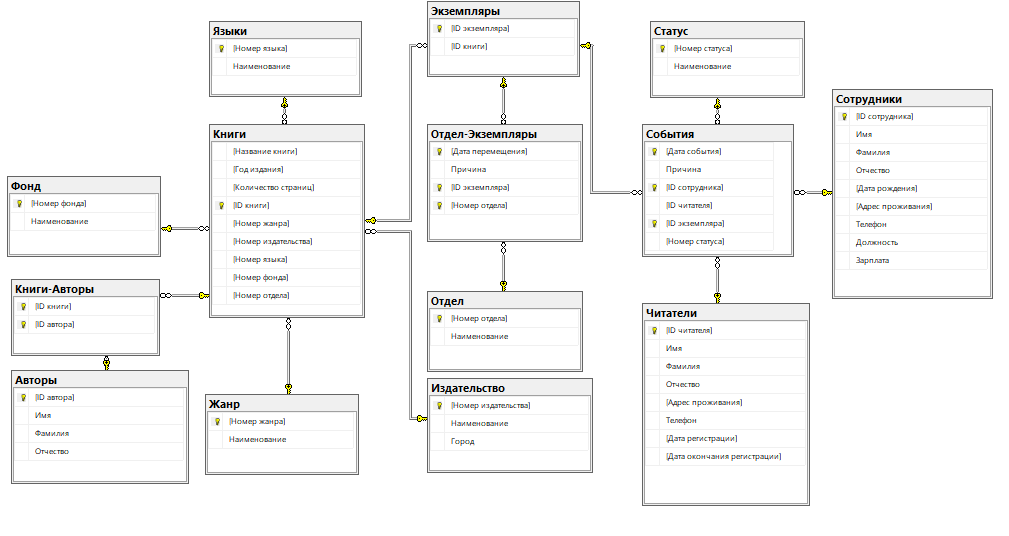 Языки
[Номер языка]
Наименование
Экземпляры
[ID экземпляра]
[ID книги]
Статус
[Номер статуса]
Наименование
Сотрудники
[ID сотрудника]
Имя
Фамилия
Отчество
[Дата рождения]
[Адрес проживания]
Телефон
Должность
Зарплата
Книги
[Название книги]
[Год издания]
[Количество страниц]
[ID книги]
[Номер жанра]
[Номер издательства]
[Номер языка]
[Номер фонда]
[Номер отдела]
Отдел-Экземпляры
[Дата перемещения]
Причина
[ID экземпляра]
[Номер отдела]
События
[Дата события]
Причина
[ID сотрудника]
[ID читателя]
[ID экземпляра]
[Номер статуса]
Фонд
[Номер фонда]
Наименование
Книги-Авторы
[ID книги]
[ID автора]
Отдел
[Номер отдела]
Наименование
Читатели
[ID читателя]
Имя
Фамилия
Отчество
[Адрес проживания]
Телефон
[Дата регистрации]
[Дата окончания регистрации]
Авторы
[ID автора]
Имя
Фамилия
Отчество
Жанр
[Номер жанра]
Наименование
Издательство
[Номер издательства]
Наименование
Город